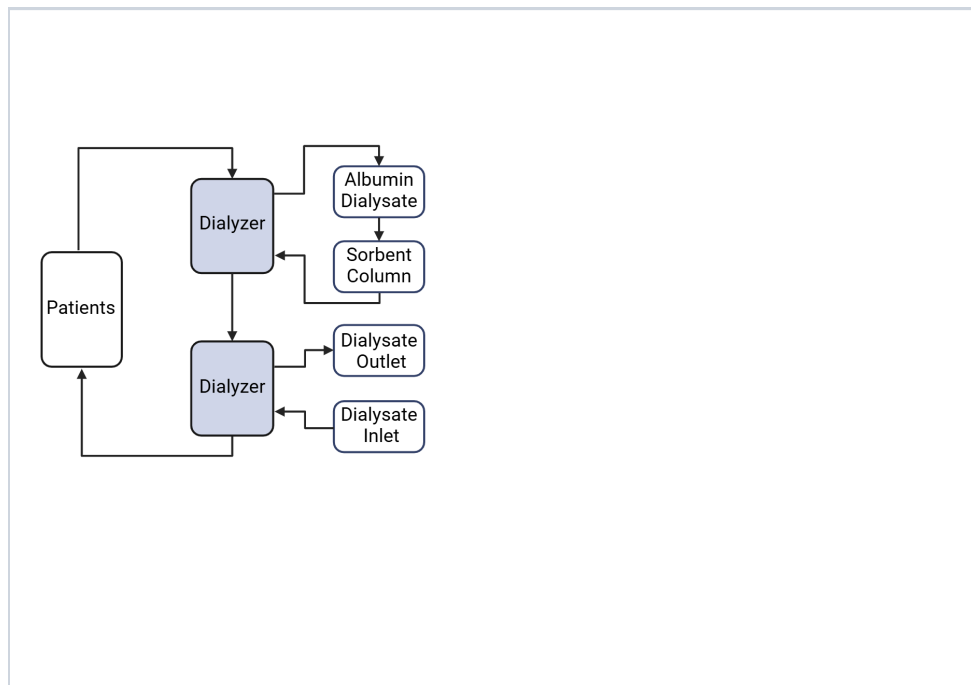 Albumin
Dialysate
Dialyzer
Sorbent
Column
Patients
Dialysate
Outlet
Dialyzer
Dialysate
Inlet